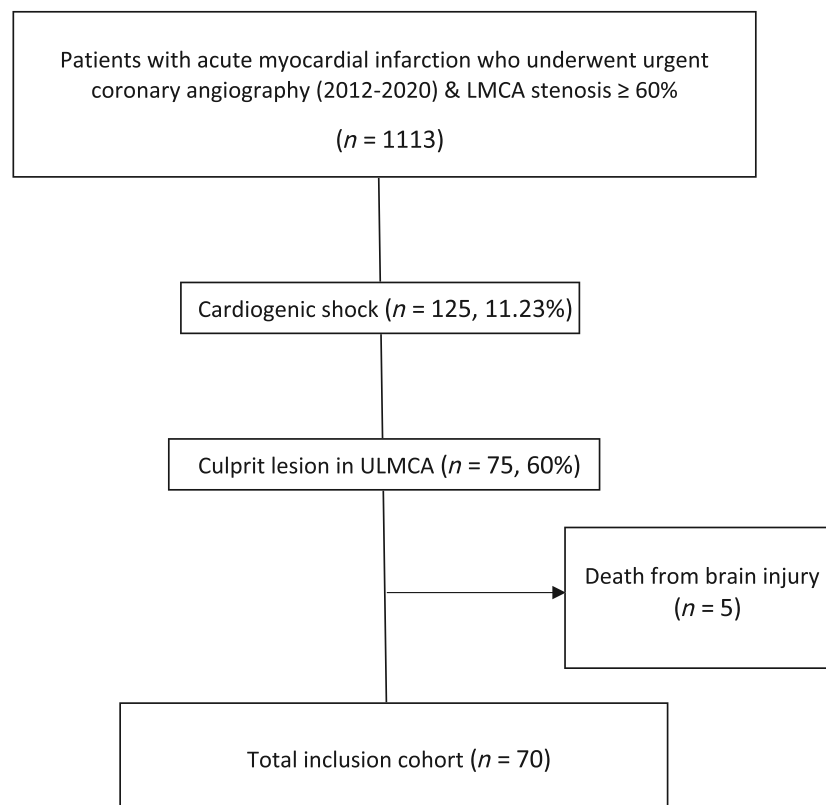 Patients with acute myocardial infarction who underwent urgent
coronary angiography (2012-2020) & LMCA stenosis ≥ 60%
(n = 1113)
Cardiogenic shock (n = 125, 11.23%)
Culprit lesion in ULMCA (n = 75, 60%)
Death from brain injury
(n = 5)
Total inclusion cohort (n = 70)